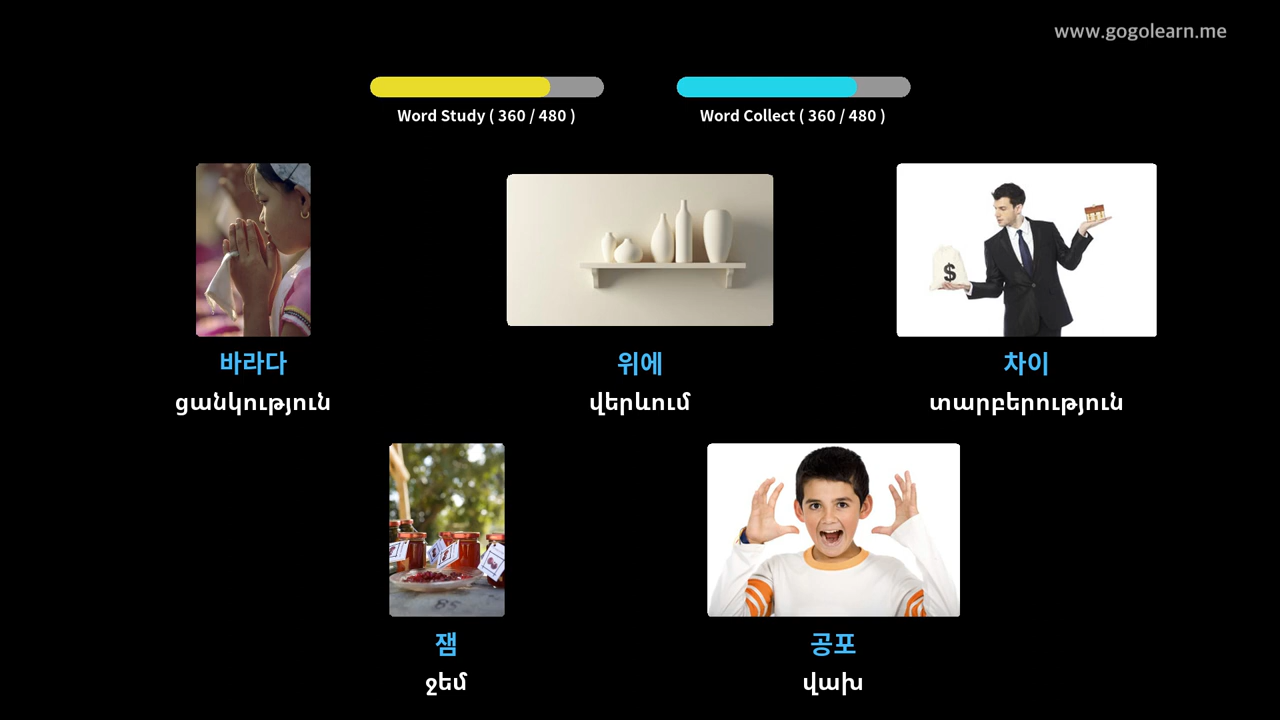 www.gogolearn.me
Word Study ( 360 / 480 )
Word Collect ( 360 / 480 )
바라다
위에
차이
ցանկություն
վերևում
տարբերություն
잼
공포
ջեմ
վախ